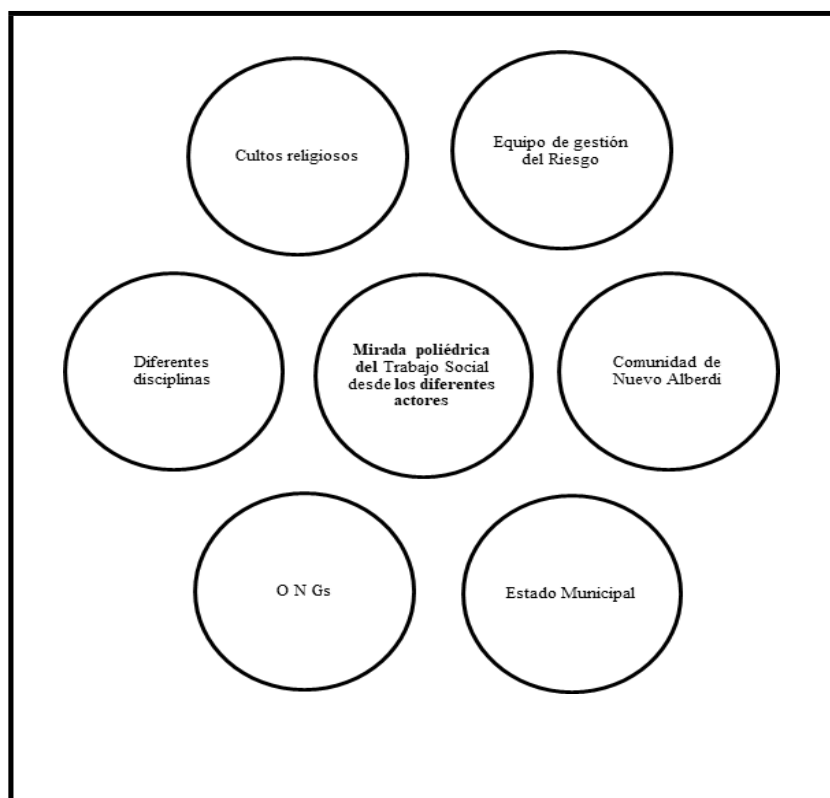 Cultos religiosos
Equipo de gestión
del Riesgo
Diferentes
disciplinas
Mirada poliédrica
del Trabajo Social
desde los diferentes
actores
Comunidad de
Nuevo Alberdi
O N Gs
Estado Municipal